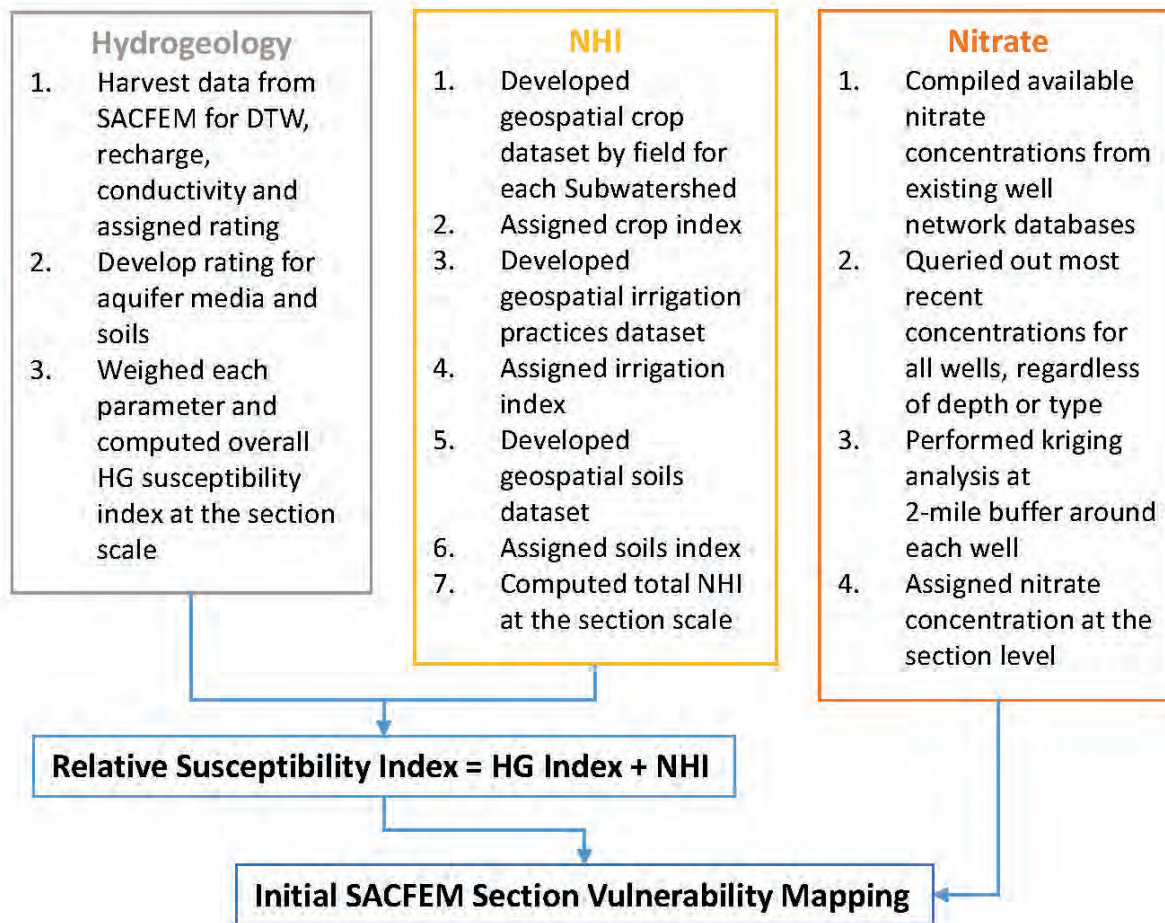 Hydrogeology
1. Harvest data from
SACFEM for DTW,
recharge,
conductivity and
assigned rating
2. Develop rating for
aquifer media and
soils
3. Weighed each
parameter and
computed overall
HG susceptibility
index at the section
scale
NHI
1. Developed
geospatial crop
dataset by field for
each Subwatershed
2. Assigned crop index
3. Developed
geospatial irrigation
practices dataset
4. Assigned irrigation
index
5. Developed
geospatial soils
dataset
6. Assigned soils index
7. Computed total NHI
at the section scale
Nitrate
1. Compiled available
nitrate
concentrations from
existing well
network databases
2. Queried out most
recent
concentrations for
all wells, regardless
of depth or type
3. Performed kriging
analysis at
2-mile buffer around
each well
4. Assigned nitrate
concentration at the
section level
Relative Susceptibility Index = HG Index + NHI
Initial SACFEM Section Vulnerability Mapping